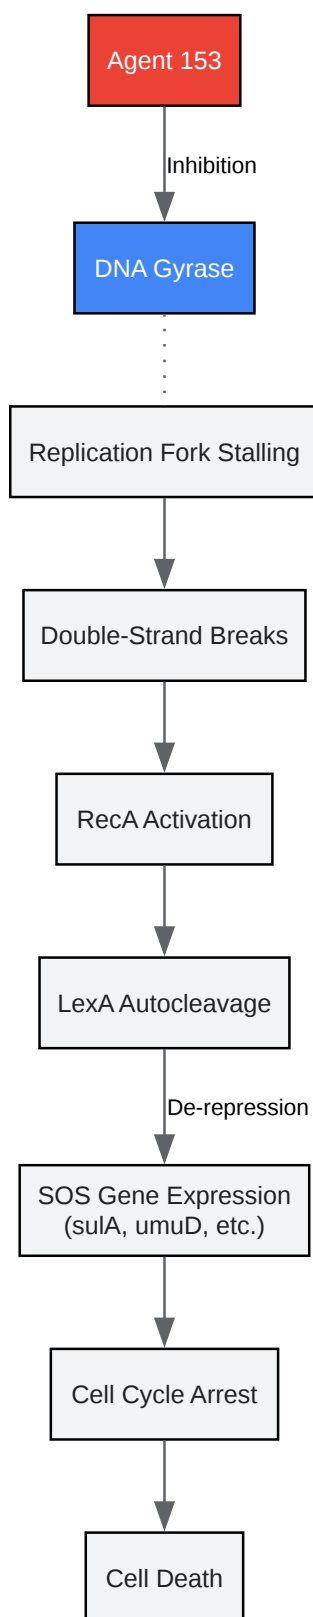 Agent 153
Inhibition
DNA Gyrase
Replication Fork Stalling
Double-Strand Breaks
RecA Activation
LexA Autocleavage
De-repression
SOS Gene Expression
(sulA, umuD, etc.)
Cell Cycle Arrest
Cell Death